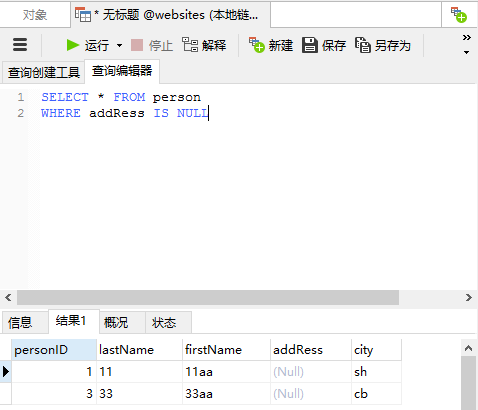 对象 * 无标题 @websites (本地链...
运行 停止 解释 新建 保存 另存为 »
查询创建工具 查询编辑器
1 SELECT * FROM person
2 WHERE addRess IS NULL
信息 结果1 概况 状态
personID lastName firstName addRess city
1 11 11aa (Null) sh
3 33 33aa (Null) cb